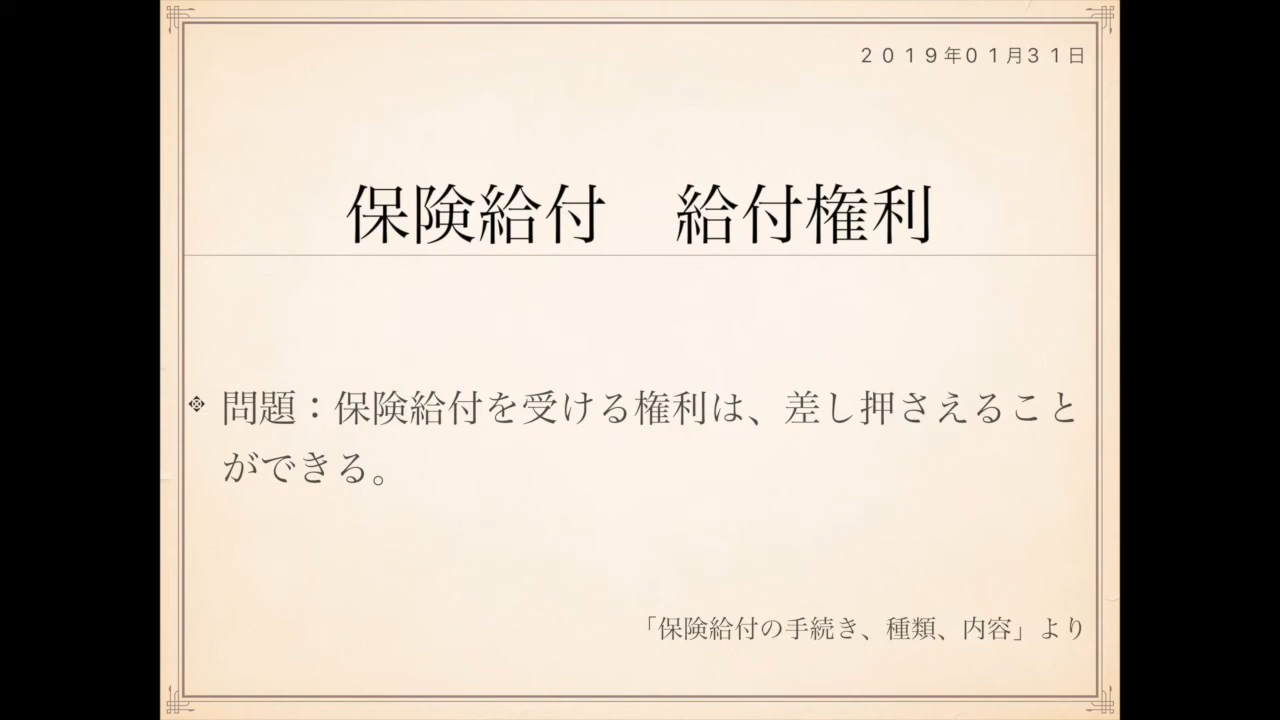 ２０１９年０１月３１日
保険給付　給付権利
問題：保険給付を受ける権利は、差し押さえること
ができる。
「保険給付の手続き、種類、内容」より